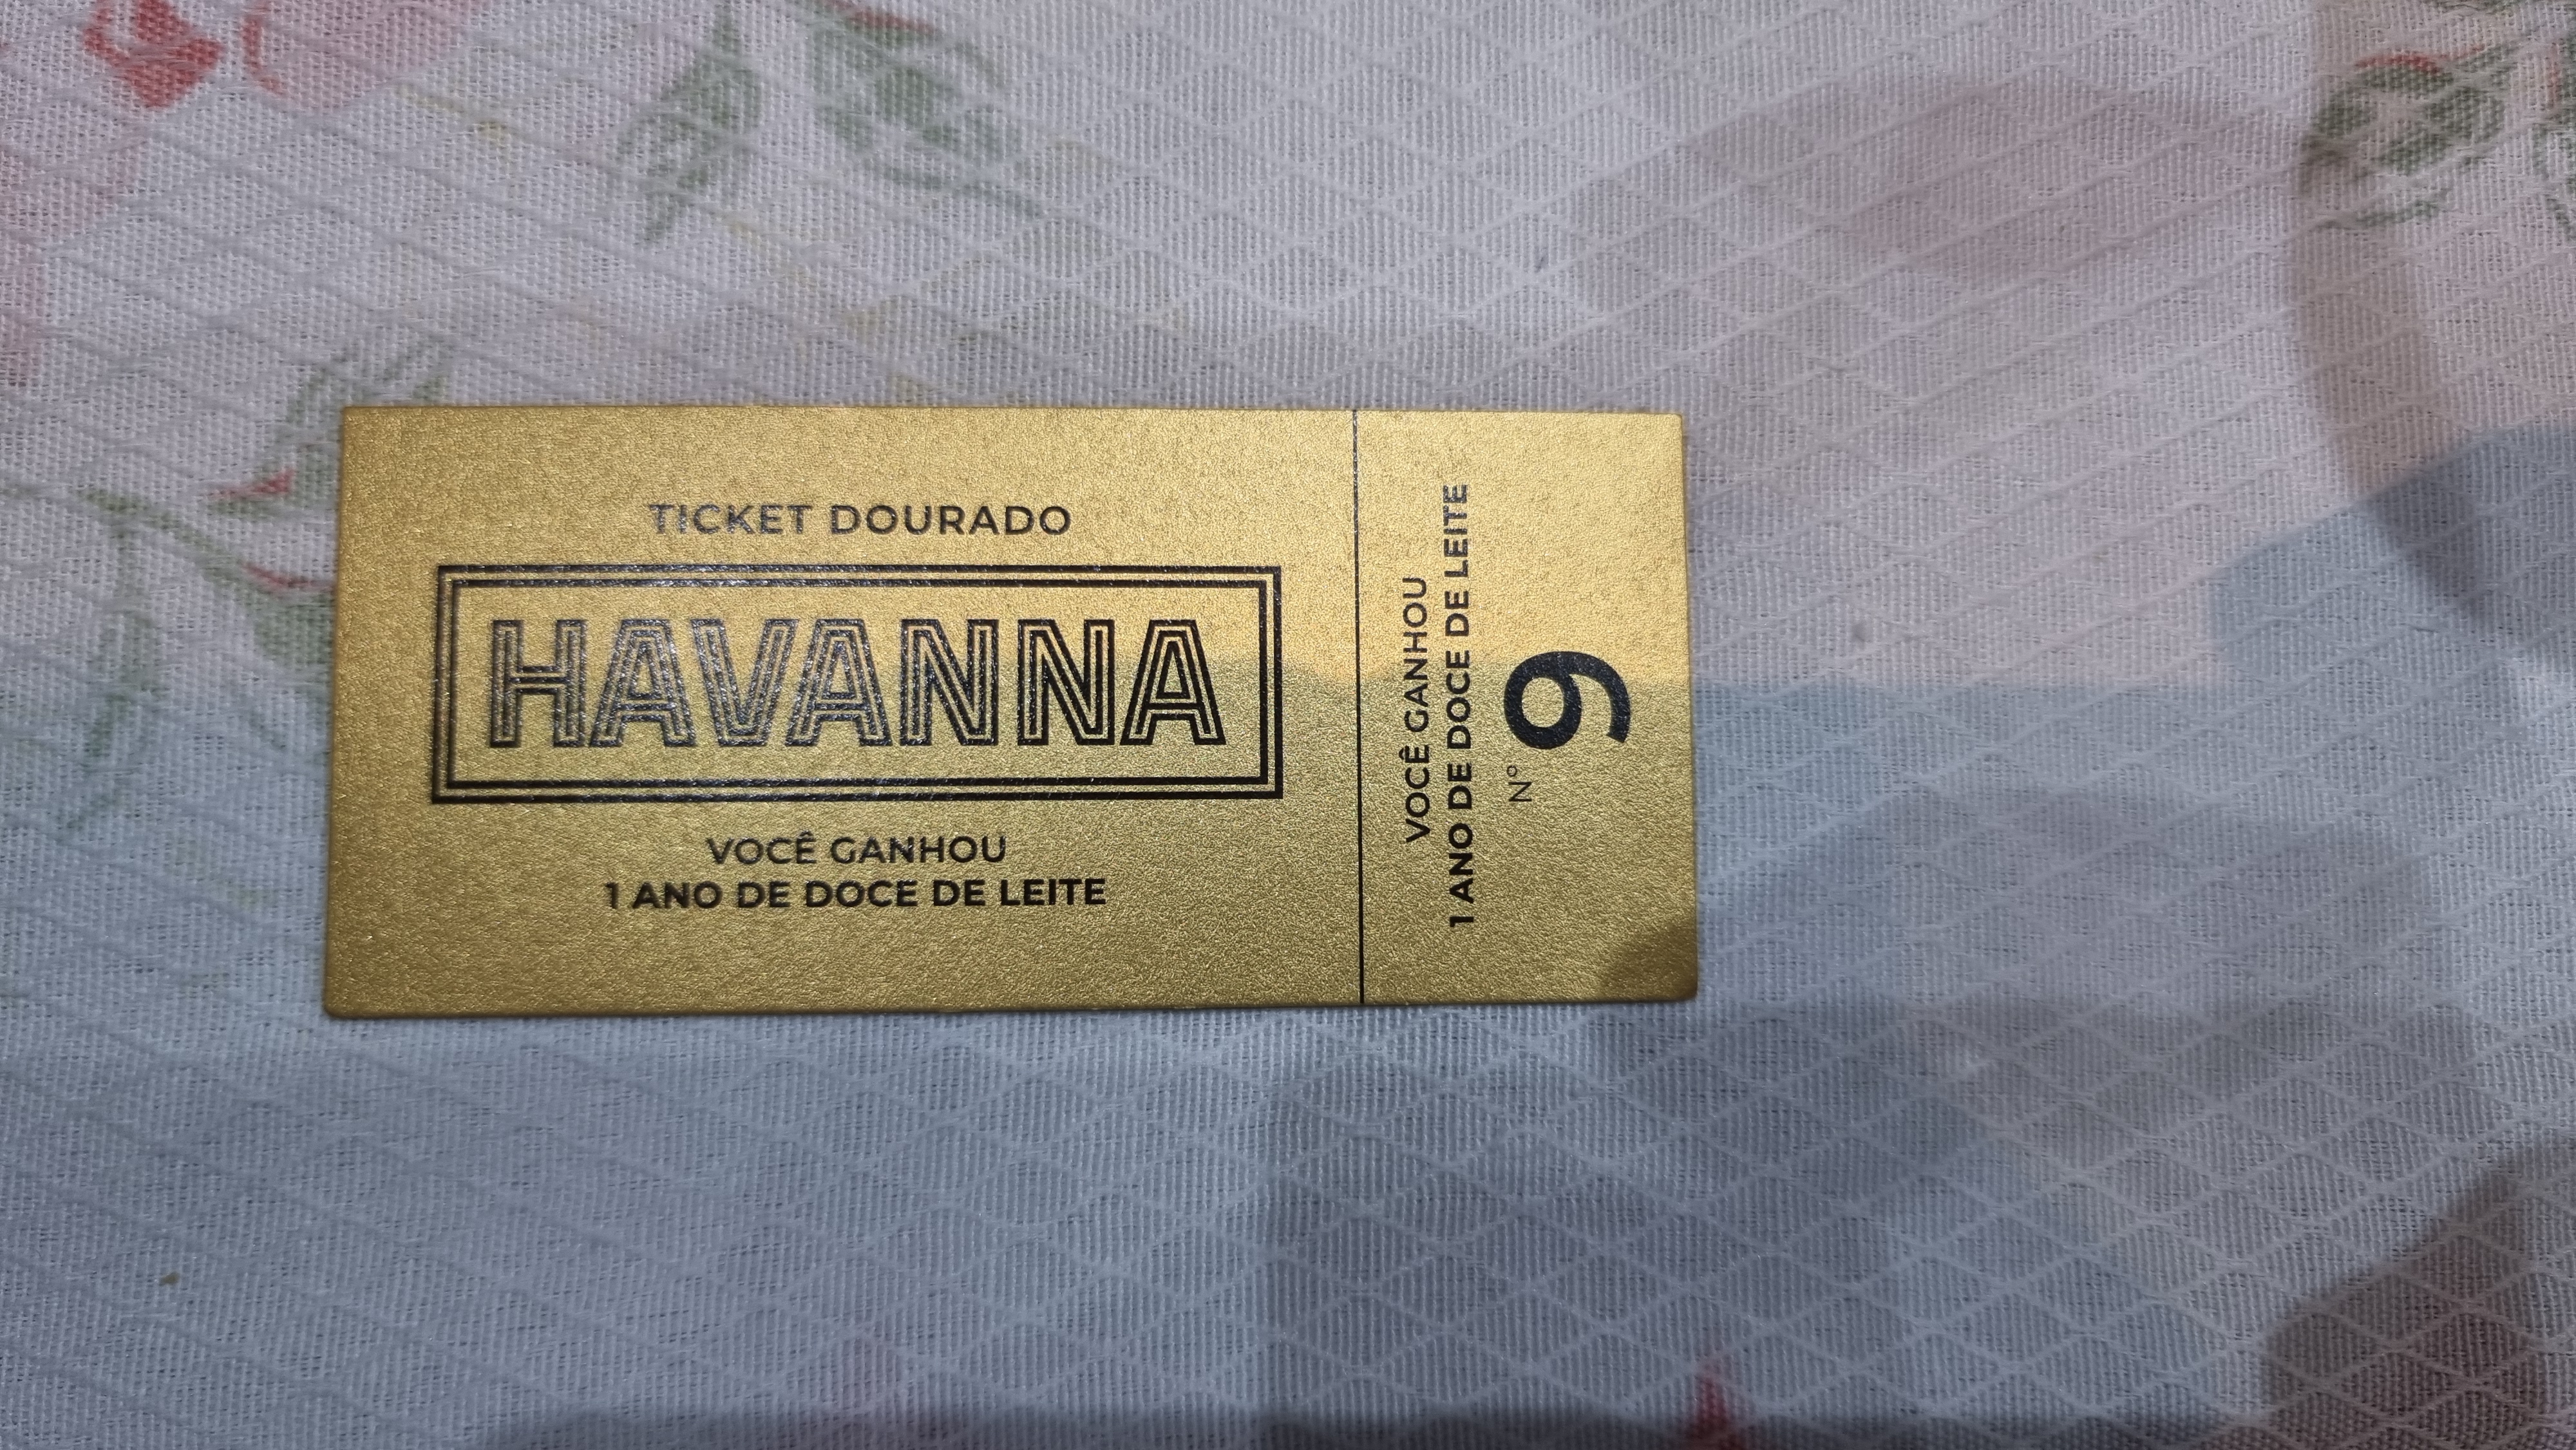 TICKET DOURADO
HAVANNA
VOCÊ GANHOU
1 ANO DE DOCE DE LEITE
VOCÊ GANHOU
1 ANO DE DOCE DE LEITE
Nº 9